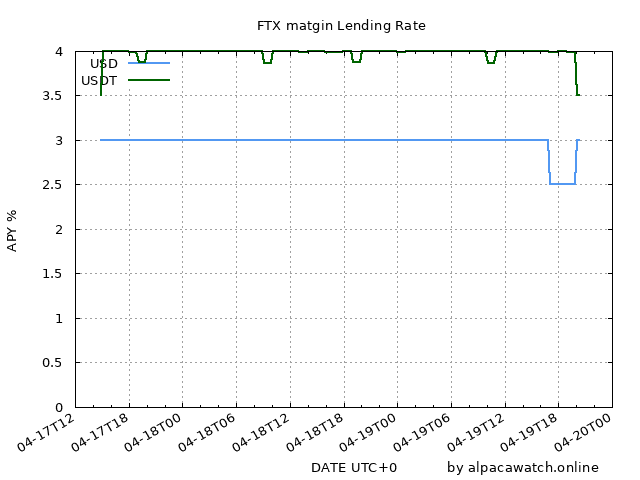 FTX matgin Lending Rate
4
3.5
3
2.5
2
1.5
1
0.5
0
APY %
USD
USDT
04-17T12
04-17T18
04-18T00
04-18T06
04-18T12
04-18T18
04-19T00
04-19T06
04-19T12
04-19T18
04-20T00
DATE UTC+0
by alpacawatch.online